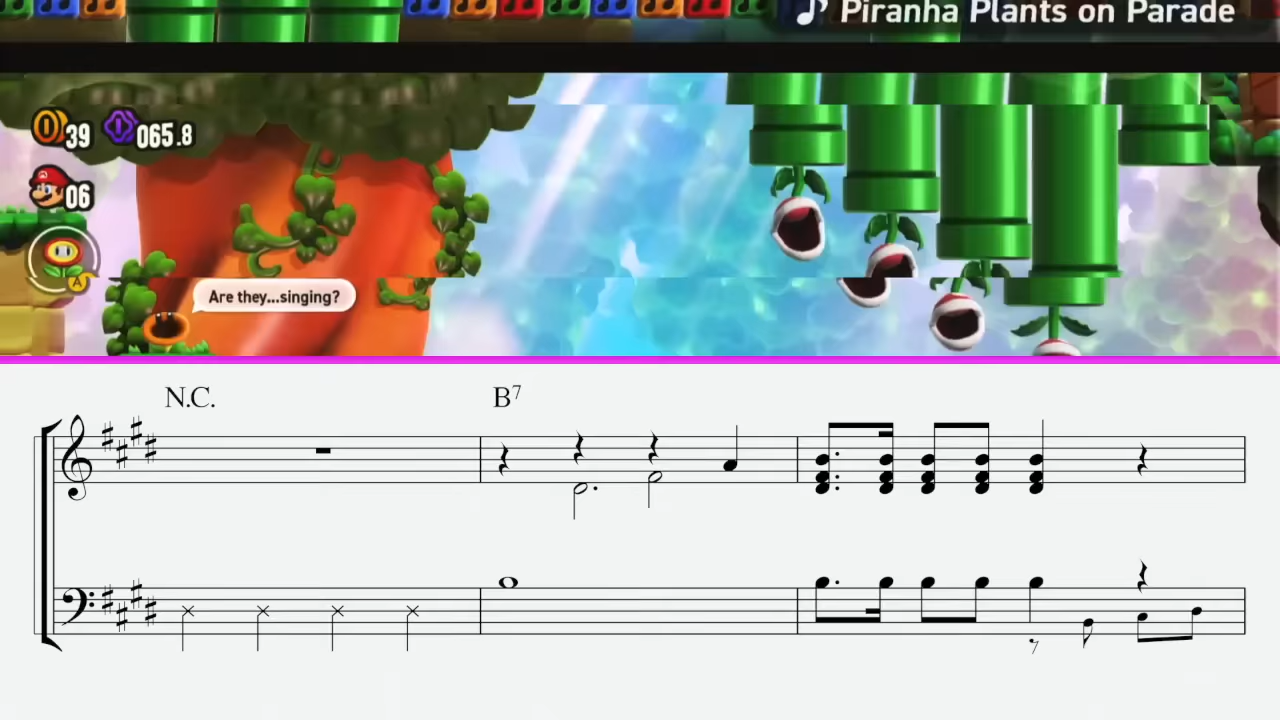 ♪ Piranha Plants on Parade
39 065.8
06
A
Are they...singing?
N.C. B⁷